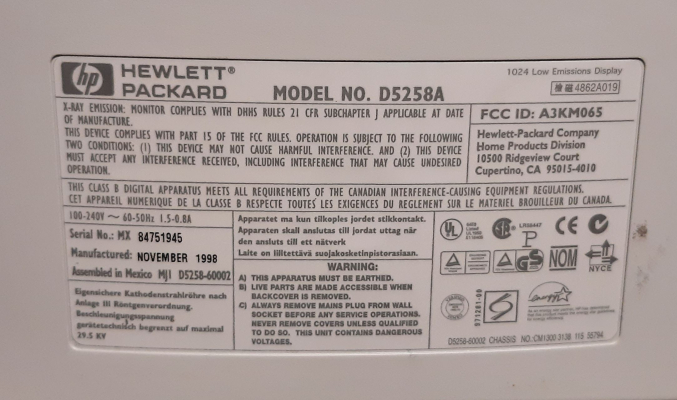 hp HEWLETT® PACKARD
MODEL NO. D5258A
1024 Low Emissions Display
4862A019
X-RAY EMISSION: MONITOR COMPLIES WITH DHHS RULES 21 CFR SUBCHAPTER J APPLICABLE AT DATE
OF MANUFACTURE.
THIS DEVICE COMPLIES WITH PART 15 OF THE FCC RULES. OPERATION IS SUBJECT TO THE FOLLOWING
TWO CONDITIONS: (1) THIS DEVICE MAY NOT CAUSE HARMFUL INTERFERENCE. AND (2) THIS DEVICE
MUST ACCEPT ANY INTERFERENCE RECEIVED, INCLUDING INTERFERENCE THAT MAY CAUSE UNDESIRED
OPERATION.
FCC ID: A3KM065
Hewlett-Packard Company
Home Products Division
10500 Ridgeview Court
Cupertino, CA 95015-4010
THIS CLASS B DIGITAL APPARATUS MEETS ALL REQUIREMENTS OF THE CANADIAN INTERFERENCE-CAUSING EQUIPMENT REGULATIONS.
CET APPAREIL NUMERIQUE DE LA CLASSE B RESPECTE TOUTES LES EXIGENCES DU REGLEMENT SUR LE MATERIEL BROUILLEUR DU CANADA.
100-240V ~ 60-50Hz 1.5-0.8A
Serial No.: MX 84751945
Manufactured: NOVEMBER 1998
Assembled in Mexico MJ1 D5258-60002
Eigensichere Kathodenstrahlröhre nach
Anlage III Röntgenverordnung.
Beschleunigungsspannung
gerätetechnisch begrenzt auf maximal
29.5 KV
Apparatet ma kun tilkoples jordet stikkontakt.
Apparaten skall anslutas till jordat uttag när
den ansluts till ett nätverk
Laite on liitettävä suojakosketinpistorasiaan.
WARNING:
A) THIS APPARATUS MUST BE EARTHED.
B) LIVE PARTS ARE MADE ACCESSIBLE WHEN
BACKCOVER IS REMOVED.
C) ALWAYS REMOVE MAINS PLUG FROM WALL
SOCKET BEFORE ANY SERVICE OPERATIONS.
NEVER REMOVE COVERS UNLESS QUALIFIED
TO DO SO. THIS UNIT CONTAINS DANGEROUS
VOLTAGES.
UL
LR59447
CE
GS
NOM
NYCE
D5258-60002 CHASSIS NO.:CM1300-313B 115 55794